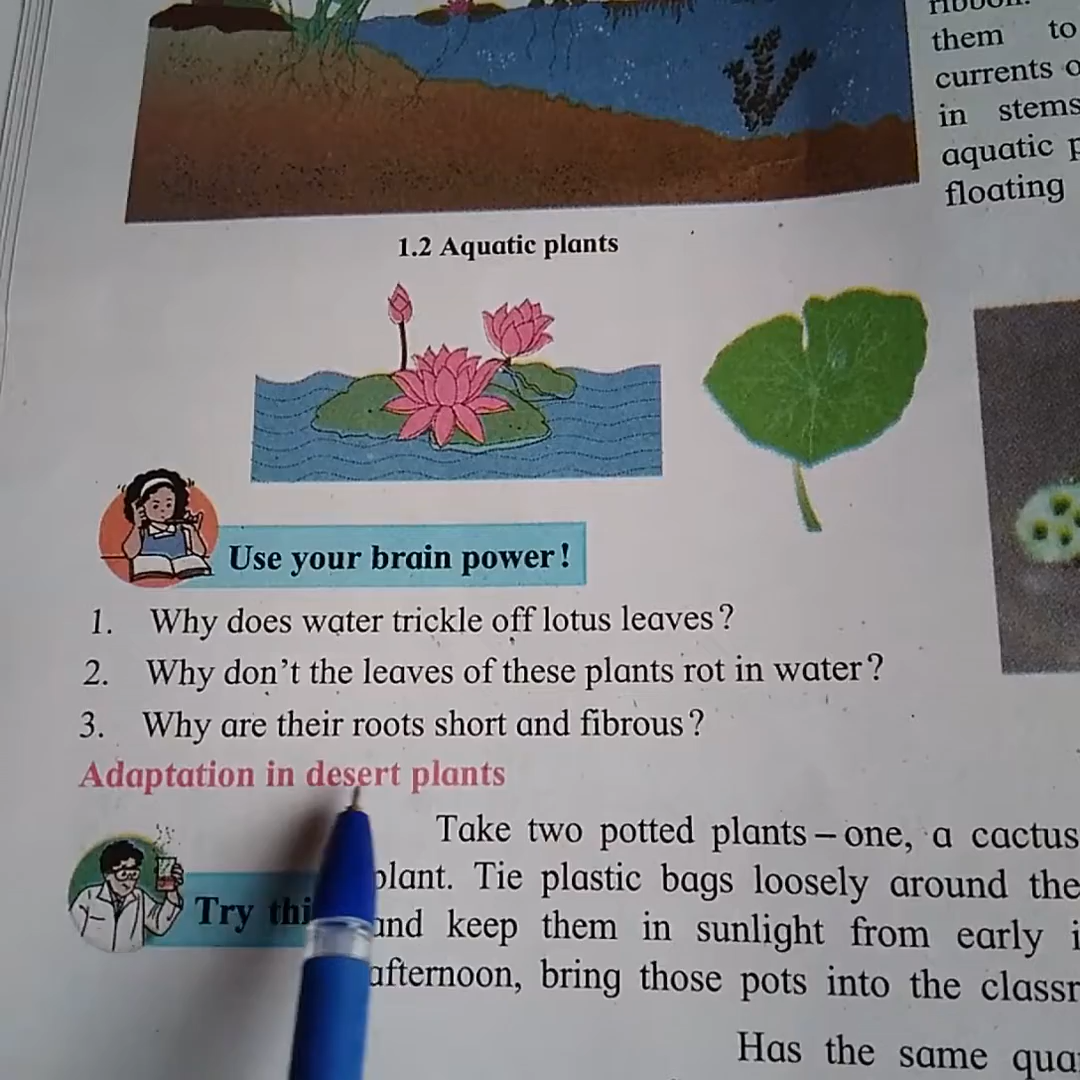 them to
currents
in stems
aquatic
floating
1.2 Aquatic plants
Use your brain power!
1. Why does water trickle off lotus leaves?
2. Why don't the leaves of these plants rot in water?
3. Why are their roots short and fibrous?
Adaptation in desert plants
Take two potted plants – one, a cactus
plant. Tie plastic bags loosely around the
Try
and keep them in sunlight from early
afternoon, bring those pots into the
Has the same